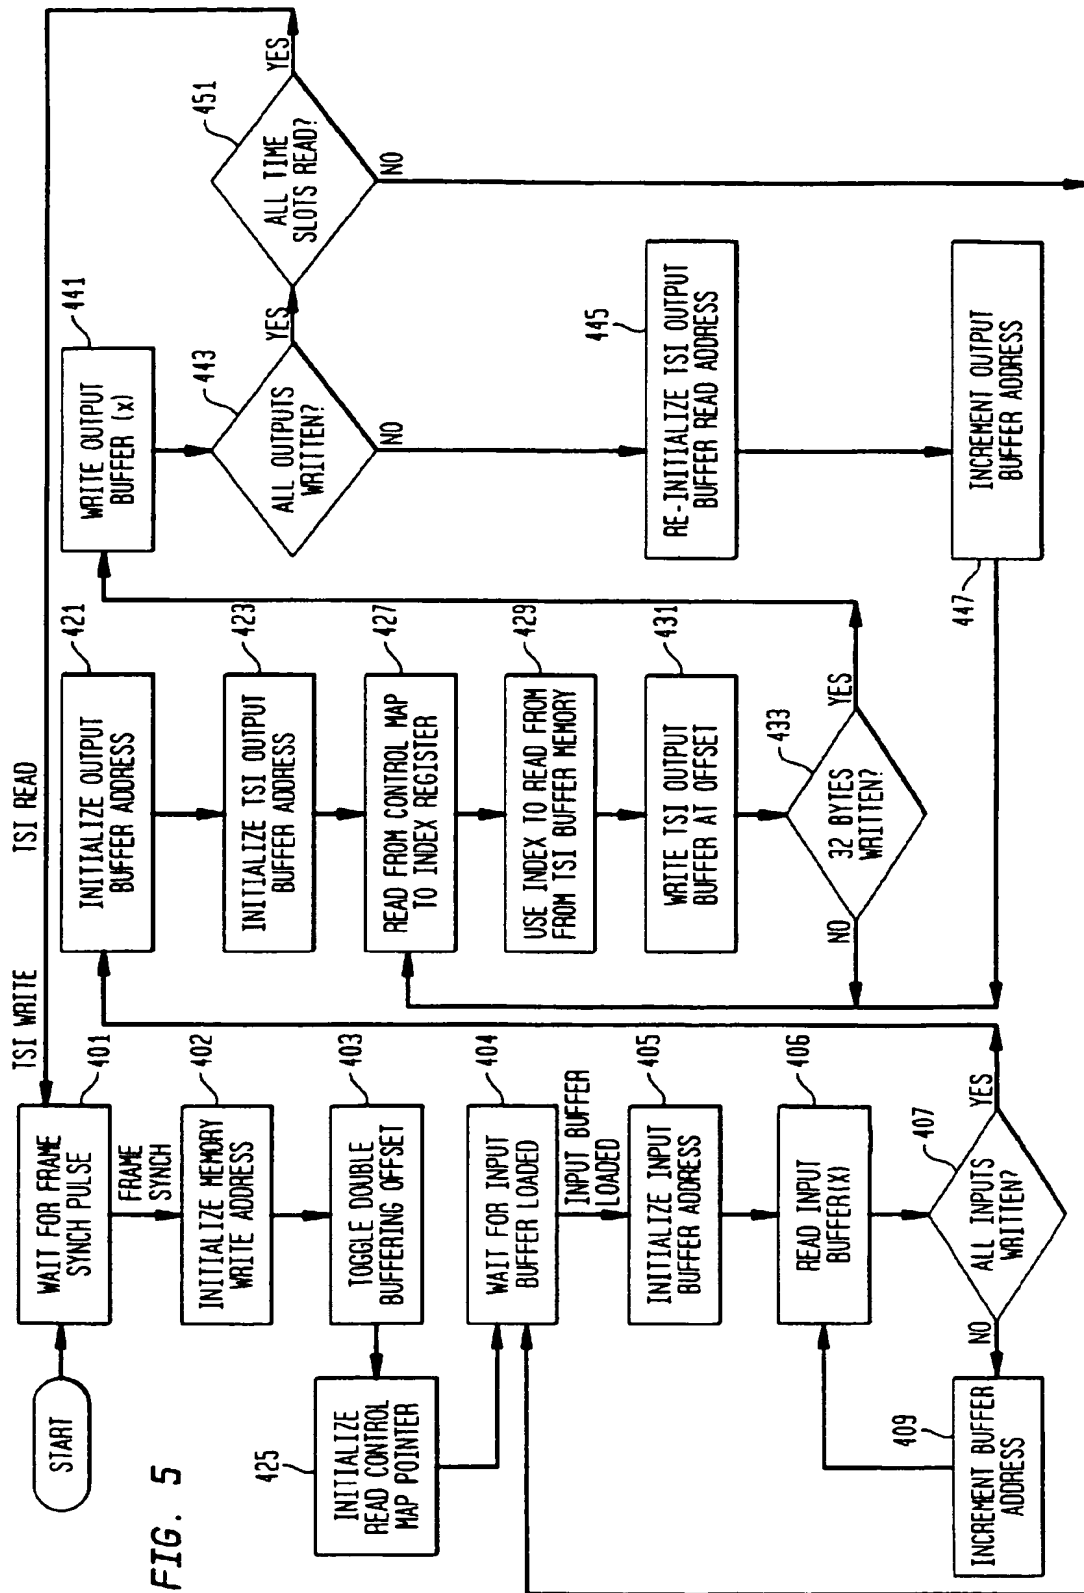 FIG. 5
START
TSI WRITE
TSI READ
401
WAIT FOR FRAME
SYNCH PULSE
FRAME
SYNCH
402
INITIALIZE MEMORY
WRITE ADDRESS
403
TOGGLE DOUBLE
BUFFERING OFFSET
425
INITIALIZE
READ CONTROL
MAP POINTER
404
WAIT FOR INPUT
BUFFER LOADED
INPUT BUFFER
LOADED
405
INITIALIZE INPUT
BUFFER ADDRESS
406
READ INPUT
BUFFER(X)
407
ALL INPUTS
WRITTEN?
NO
YES
409
INCREMENT BUFFER
ADDRESS
421
INITIALIZE OUTPUT
BUFFER ADDRESS
423
INITIALIZE TSI OUTPUT
BUFFER ADDRESS
427
READ FROM CONTROL MAP
TO INDEX REGISTER
429
USE INDEX TO READ FROM
FROM TSI BUFFER MEMORY
431
WRITE TSI OUTPUT
BUFFER AT OFFSET
433
32 BYTES
WRITTEN?
NO
YES
441
WRITE OUTPUT
BUFFER (x)
443
ALL OUTPUTS
WRITTEN?
YES
NO
445
RE-INITIALIZE TSI OUTPUT
BUFFER READ ADDRESS
447
INCREMENT OUTPUT
BUFFER ADDRESS
451
ALL TIME
SLOTS READ?
YES
NO